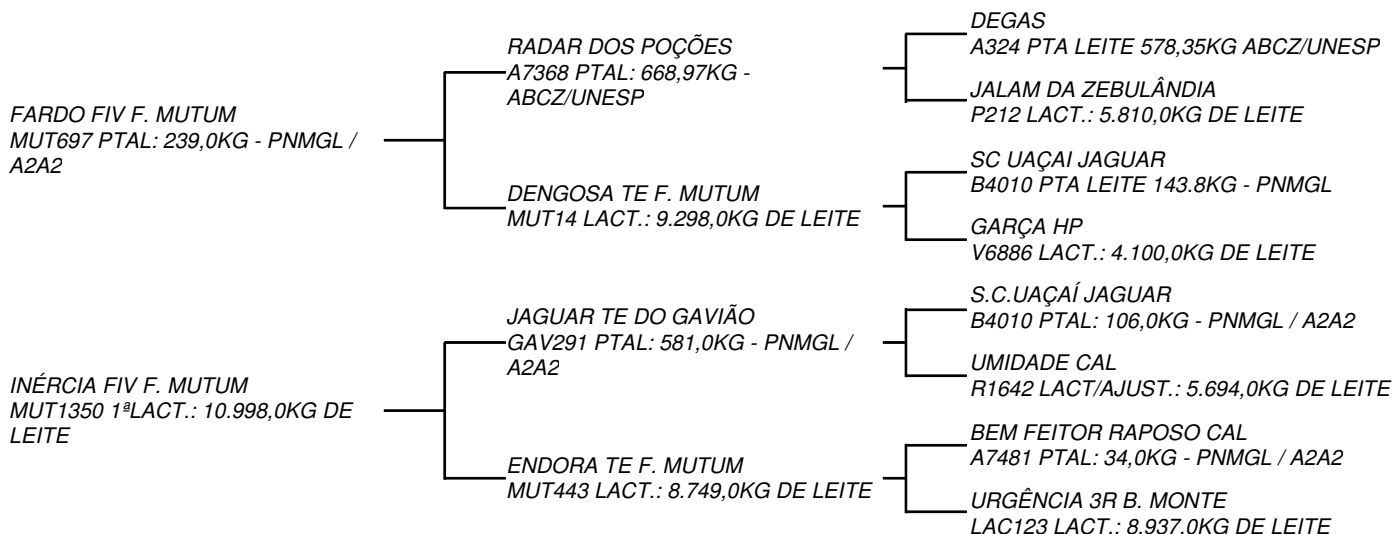 FARDO FIV F. MUTUM
MUT697 PTAL: 239,0KG - PNMGL /
A2A2
INÉRCIA FIV F. MUTUM
MUT1350 1ªLACT.: 10.998,0KG DE
LEITE
RADAR DOS POÇÕES
A7368 PTAL: 668,97KG -
ABCZ/UNESP
DENGOSA TE F. MUTUM
MUT14 LACT.: 9.298,0KG DE LEITE
JAGUAR TE DO GAVIÃO
GAV291 PTAL: 581,0KG - PNMGL /
A2A2
ENDORA TE F. MUTUM
MUT443 LACT.: 8.749,0KG DE LEITE
DEGAS
A324 PTA LEITE 578,35KG ABCZ/UNESP
JALAM DA ZEBULÂNDIA
P212 LACT.: 5.810,0KG DE LEITE
SC UAÇAI JAGUAR
B4010 PTA LEITE 143.8KG - PNMGL
GARÇA HP
V6886 LACT.: 4.100,0KG DE LEITE
S.C.UAÇAÍ JAGUAR
B4010 PTAL: 106,0KG - PNMGL / A2A2
UMIDADE CAL
R1642 LACT/AJUST.: 5.694,0KG DE LEITE
BEM FEITOR RAPOSO CAL
A7481 PTAL: 34,0KG - PNMGL / A2A2
URGÊNCIA 3R B. MONTE
LAC123 LACT.: 8.937,0KG DE LEITE